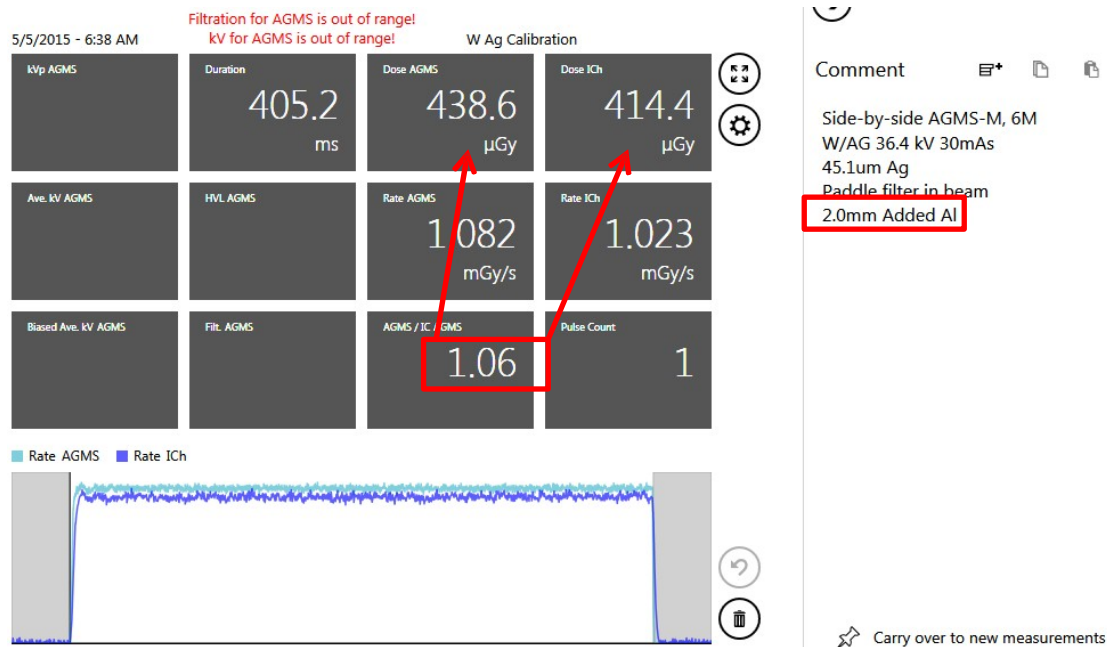 Filtration for AGMS is out of range!
5/5/2015 - 6:38 AM
kV for AGMS is out of range!
W Ag Calibration
kVp AGMS
Duration
405.2
ms
Dose AGMS
438.6
µGy
Dose ICh
414.4
µGy
Ave. kV AGMS
HVL AGMS
Rate AGMS
1.082
mGy/s
Rate ICh
1.023
mGy/s
Biased Ave. kV AGMS
Filt. AGMS
AGMS / IC AGMS
1.06
Pulse Count
1
Rate AGMS
Rate ICh
Comment
Side-by-side AGMS-M, 6M
W/AG 36.4 kV 30mAs
45.1um Ag
Paddle filter in beam
2.0mm Added Al
Carry over to new measurements